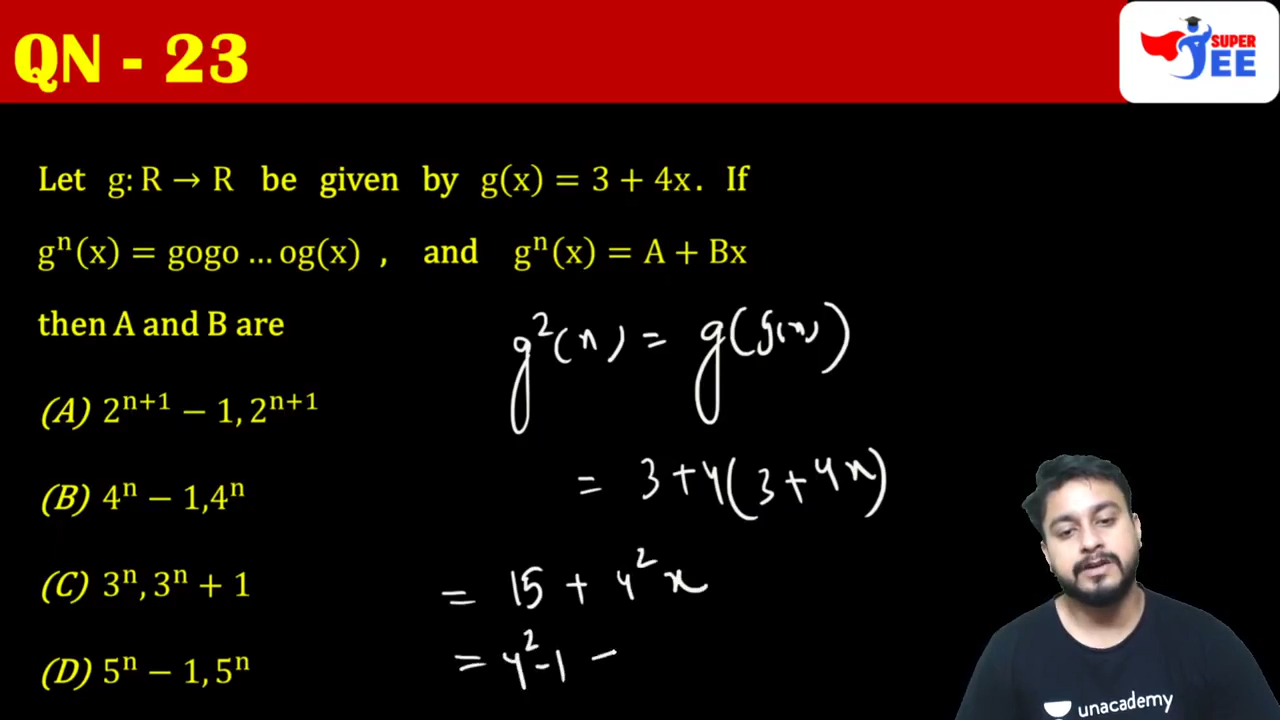 QN - 23
SUPER
JEE
Let g: R → R be given by g(x) = 3 + 4x. If
gⁿ(x) = gogo ... og(x) , and gⁿ(x) = A + Bx
then A and B are
g²(x) = g(g(x))
(A) 2ⁿ⁺¹ − 1, 2ⁿ⁺¹
= 3 + 4(3 + 4x)
(B) 4ⁿ − 1,4ⁿ
(C) 3ⁿ, 3ⁿ + 1
= 15 + 4² x
= 4² - 1 -
(D) 5ⁿ − 1, 5ⁿ
unacademy